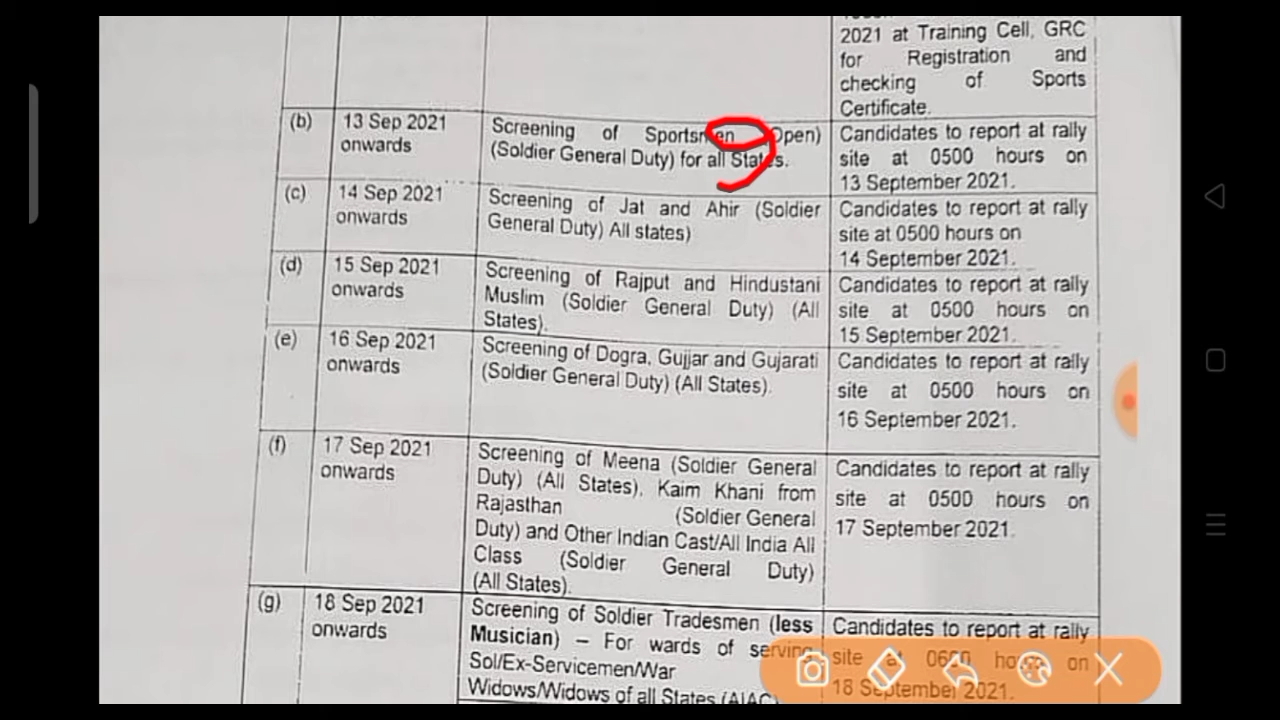 2021 at Training Cell, GRC
for Registration and
checking of Sports
Certificate.
(b)
13 Sep 2021
onwards
Screening of Sportsmen (Open)
(Soldier General Duty) for all States.
Candidates to report at rally
site at 0500 hours on
13 September 2021.
(c)
14 Sep 2021
onwards
Screening of Jat and Ahir (Soldier
General Duty) All states)
Candidates to report at rally
site at 0500 hours on
14 September 2021.
(d)
15 Sep 2021
onwards
Screening of Rajput and Hindustani
Muslim (Soldier General Duty) (All
States).
Candidates to report at rally
site at 0500 hours on
15 September 2021.
(e)
16 Sep 2021
onwards
Screening of Dogra, Gujjar and Gujarati
(Soldier General Duty) (All States).
Candidates to report at rally
site at 0500 hours on
16 September 2021.
(f)
17 Sep 2021
onwards
Screening of Meena (Soldier General
Duty) (All States), Kaim Khani from
Rajasthan (Soldier General
Duty) and Other Indian Cast/All India All
Class (Soldier General Duty)
(All States).
Candidates to report at rally
site at 0500 hours on
17 September 2021.
(g)
18 Sep 2021
onwards
Screening of Soldier Tradesmen (less
Musician) – For wards of serving
Sol/Ex-Servicemen/War
Widows/Widows of all States (AIAC)
Candidates to report at rally
site at hours on
18 September 2021.